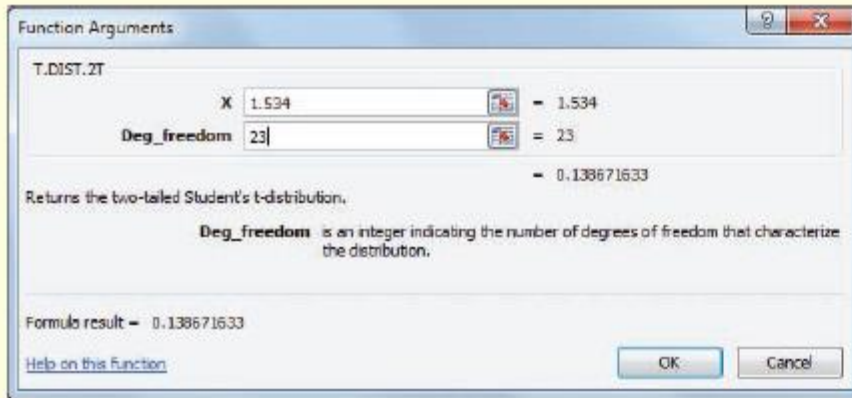 Function Arguments
T.DIST.2T
X 1.534 = 1.534
Deg_freedom 23 = 23
= 0.138671633
Returns the two-tailed Student's t-distribution.
Deg_freedom is an integer indicating the number of degrees of freedom that characterize
the distribution.
Formula result = 0.138671633
Help on this function OK Cancel